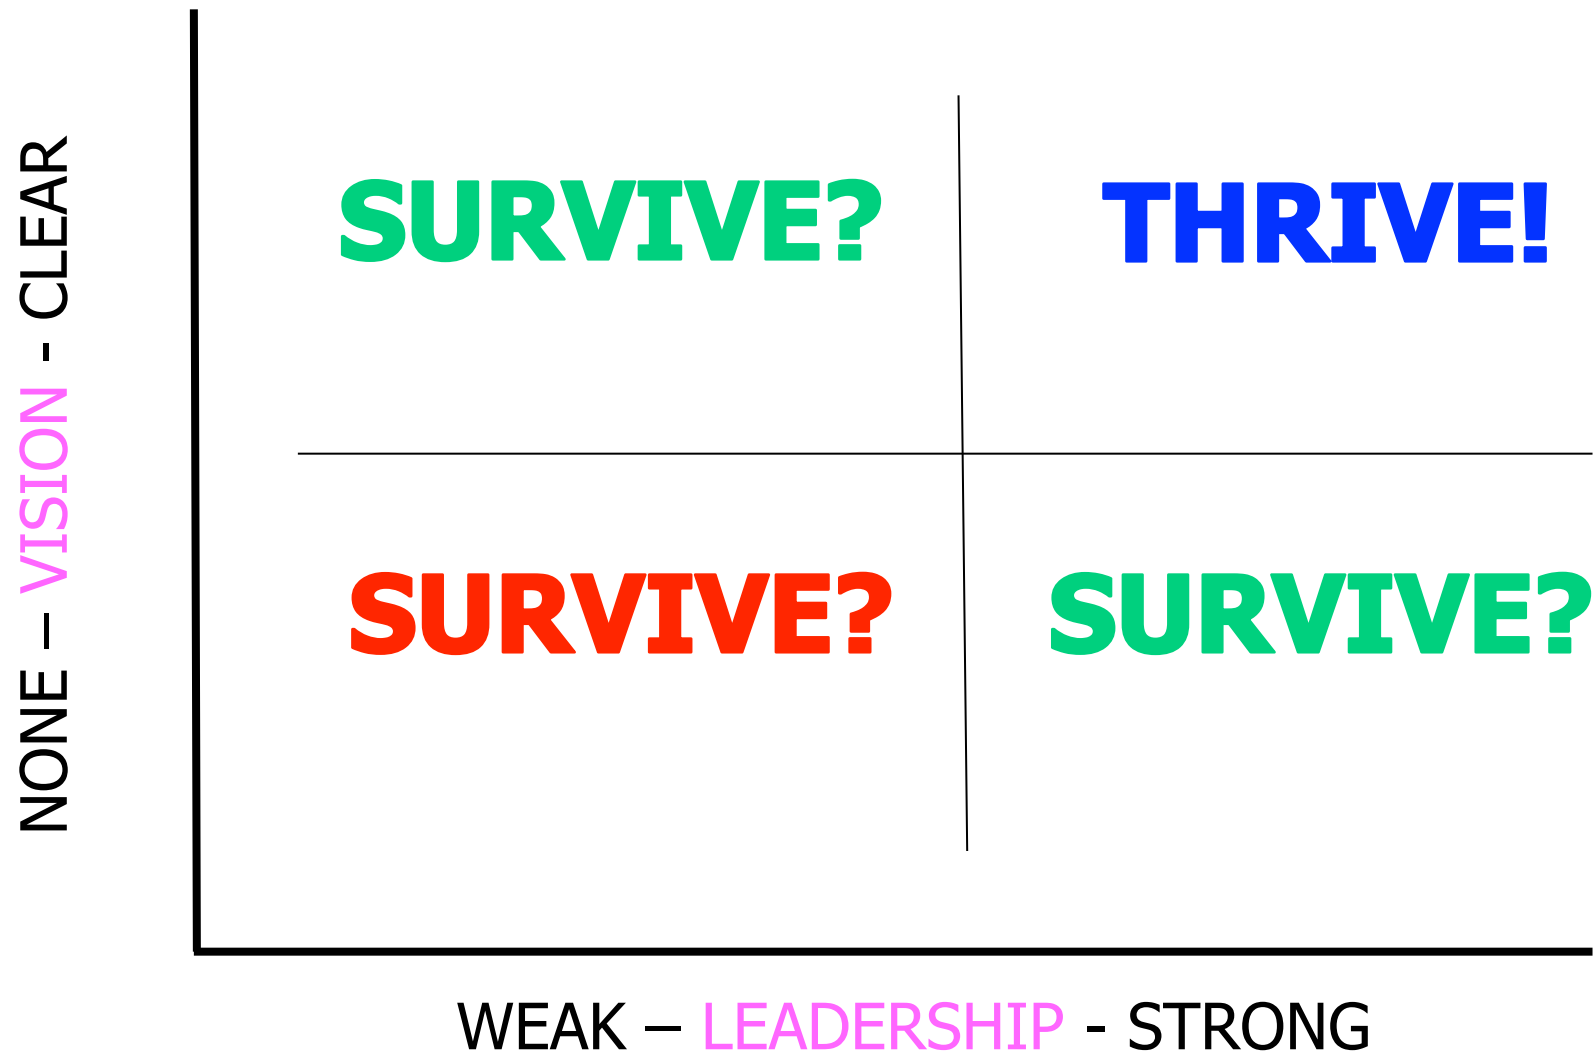 NONE – VISION - CLEAR
SURVIVE?
THRIVE!
SURVIVE?
SURVIVE?
WEAK – LEADERSHIP - STRONG